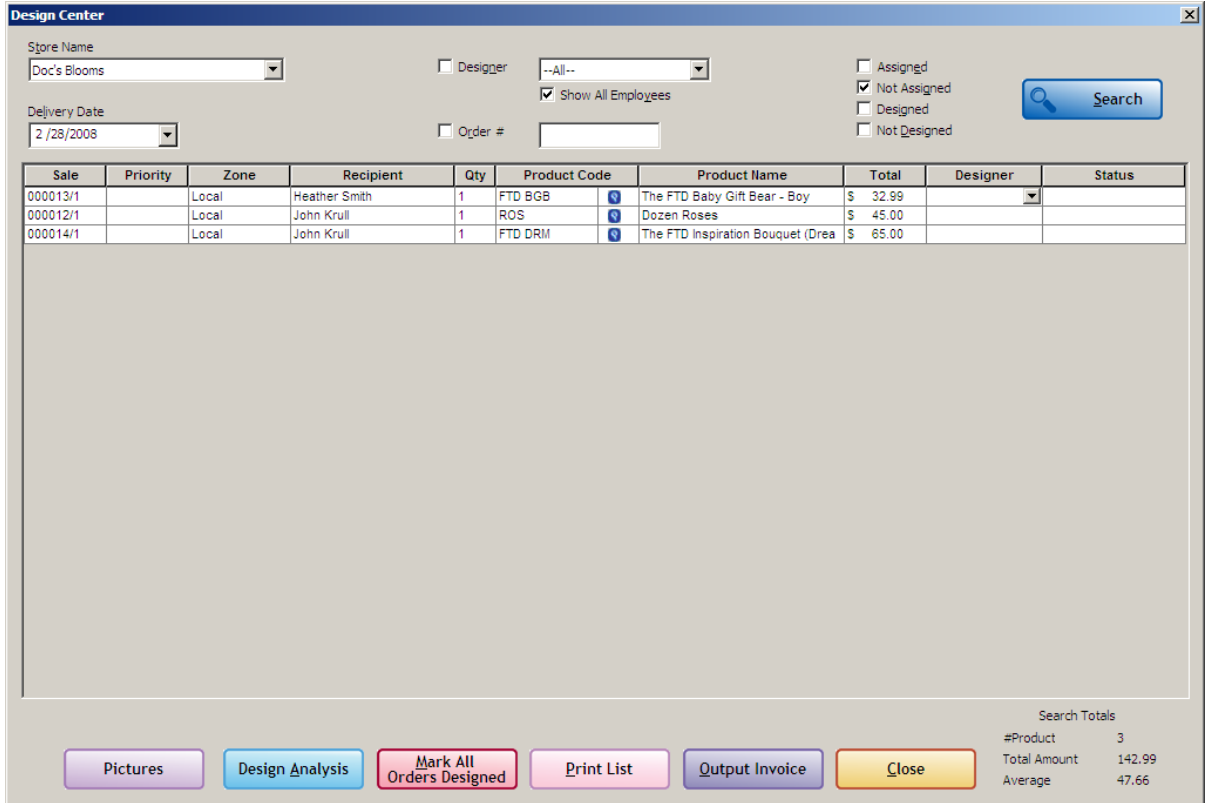 Design Center
Store Name
Doc's Blooms
Designer
--All--
Show All Employees
Assigned
Not Assigned
Designed
Not Designed
Search
Delivery Date
2 /28/2008
Order #
Sale Priority Zone Recipient Qty Product Code Product Name Total Designer Status
000013/1 Local Heather Smith 1 FTD BGB The FTD Baby Gift Bear - Boy $ 32.99
000012/1 Local John Krull 1 ROS Dozen Roses $ 45.00
000014/1 Local John Krull 1 FTD DRM The FTD Inspiration Bouquet (Drea $ 65.00
Search Totals
#Product 3
Total Amount 142.99
Average 47.66
Pictures
Design Analysis
Mark All
Orders Designed
Print List
Output Invoice
Close